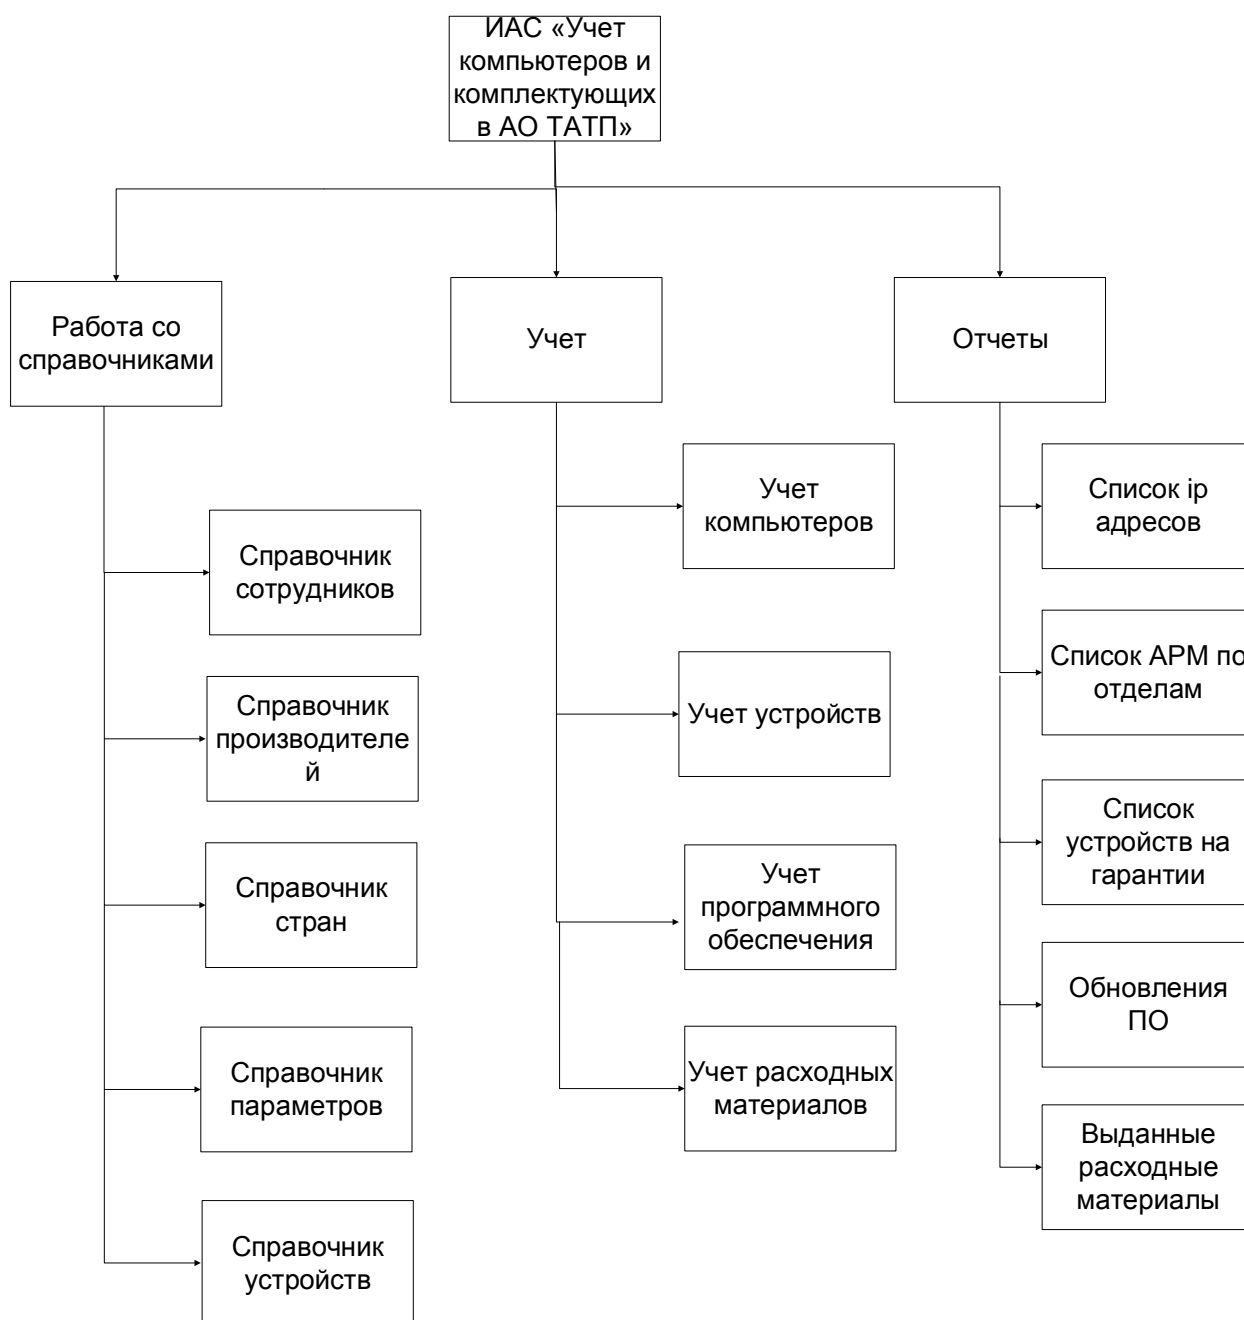 ИАС «Учет
компьютеров и
комплектующих
в АО ТАТП»
Работа со
справочниками
Учет
Отчеты
Справочник
сотрудников
Справочник
производителе
й
Справочник
стран
Справочник
параметров
Справочник
устройств
Учет
компьютеров
Учет устройств
Учет
программного
обеспечения
Учет расходных
материалов
Список ip
адресов
Список АРМ по
отделам
Список
устройств на
гарантии
Обновления
ПО
Выданные
расходные
материалы